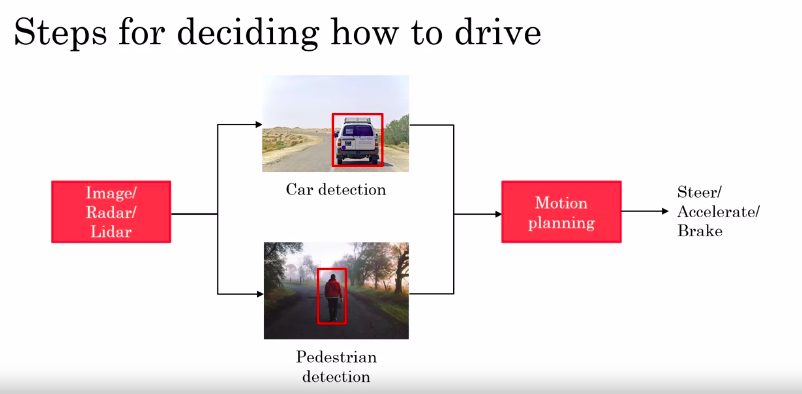 Steps for deciding how to drive
Image/
Radar/
Lidar
Car detection
Pedestrian
detection
Motion
planning
Steer/
Accelerate/
Brake